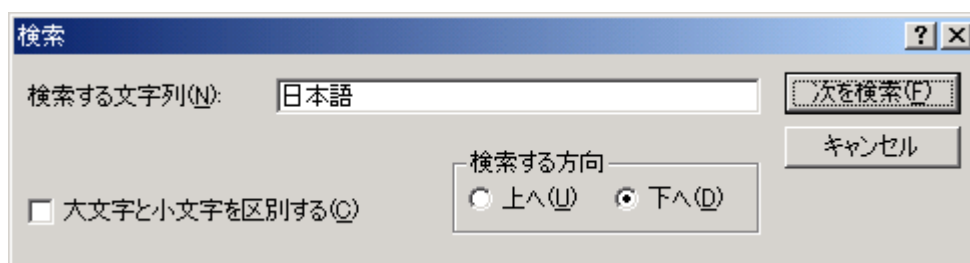 検索
検索する文字列(N):
日本語
次を検索(F)
キャンセル
検索する方向
上へ(U)
下へ(D)
大文字と小文字を区別する(C)